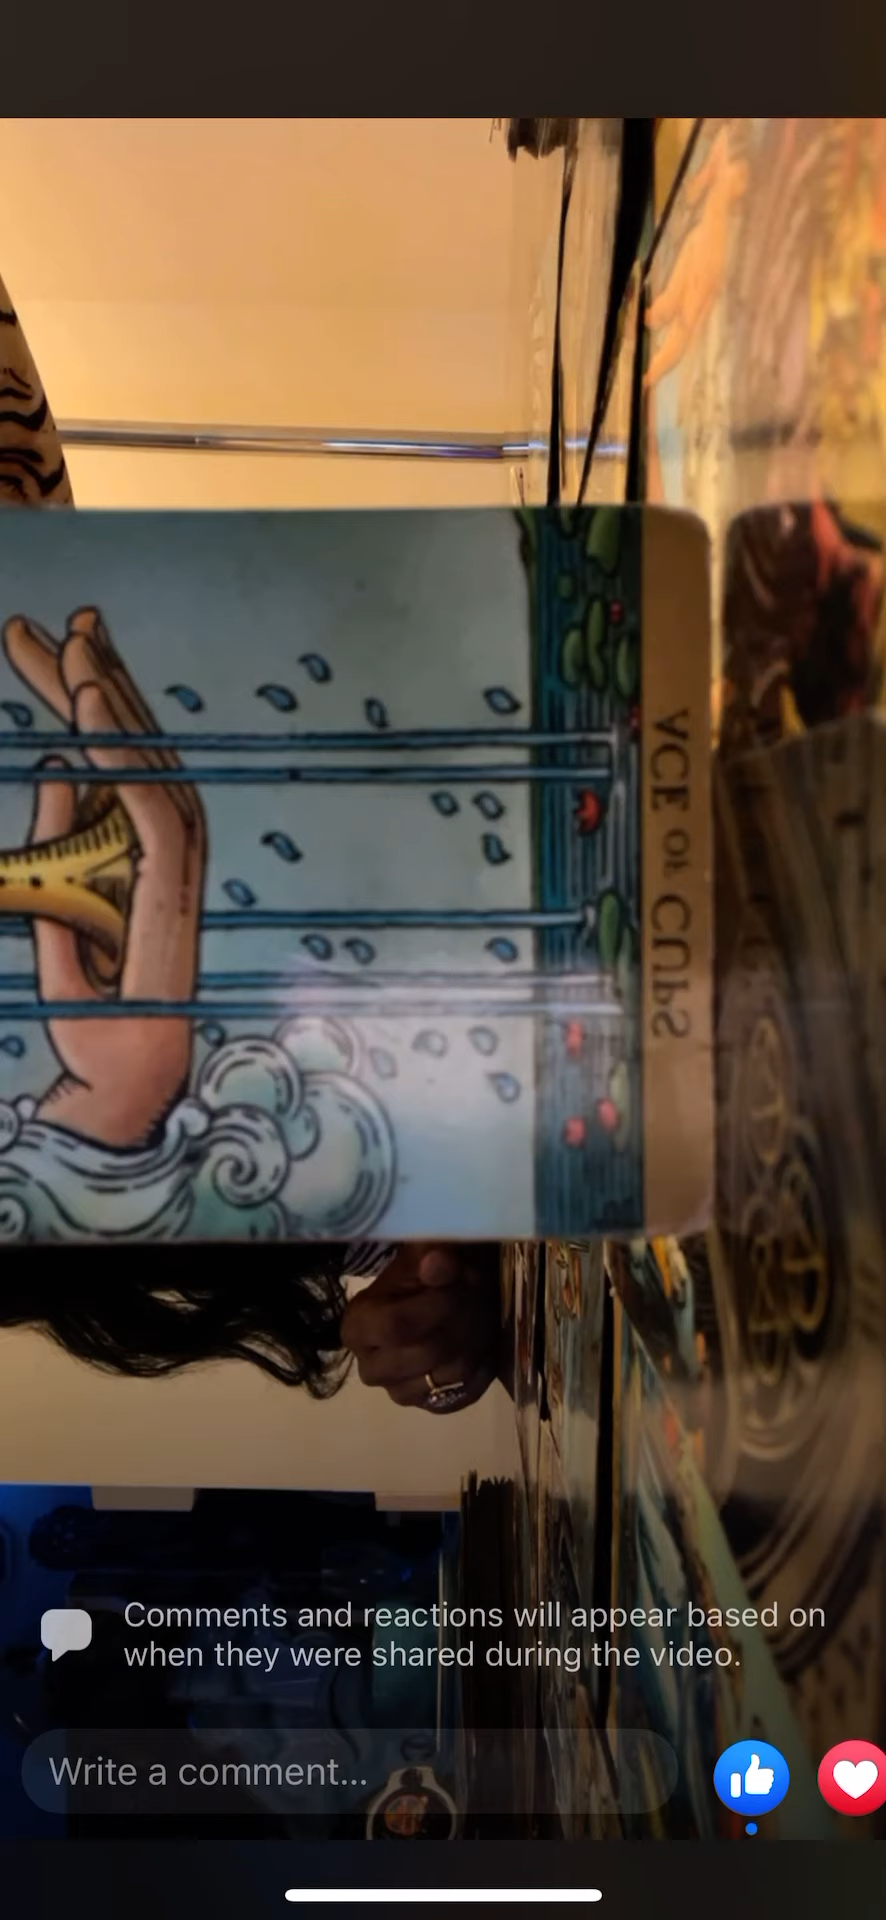 ACE OF CUPS
Comments and reactions will appear based on
when they were shared during the video.
Write a comment...